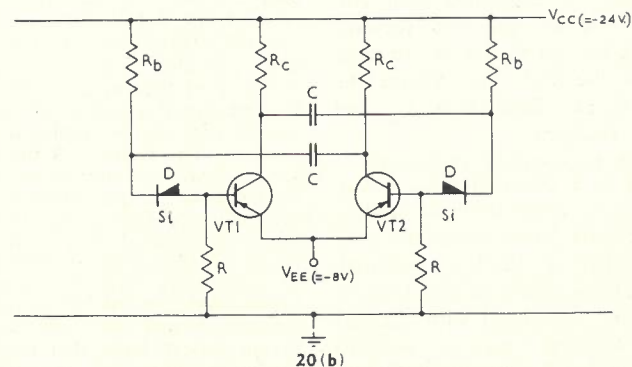 VCC(=-24V.)
Rb
Rc
Rc
Rb
C
C
D
D
Si
Si
VT1
VT2
R
R
VEE(=-8V)
20(b)